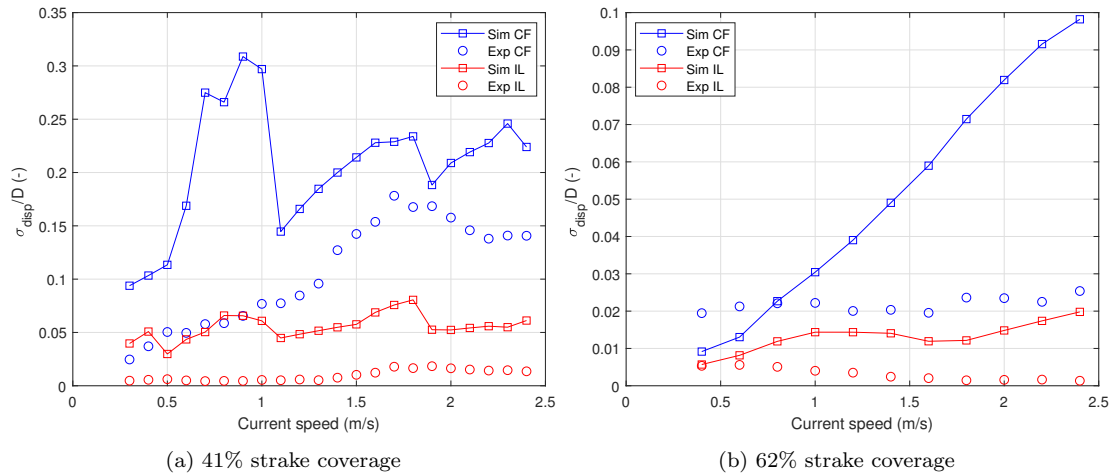 0.35
0.3
0.25
0.2
0.15
0.1
0.05
0
σdisp/D (-)
Sim CF
Exp CF
Sim IL
Exp IL
0 0.5 1 1.5 2 2.5
Current speed (m/s)
(a) 41% strake coverage
0.1
0.09
0.08
0.07
0.06
0.05
0.04
0.03
0.02
0.01
0
σdisp/D (-)
Sim CF
Exp CF
Sim IL
Exp IL
0 0.5 1 1.5 2 2.5
Current speed (m/s)
(b) 62% strake coverage